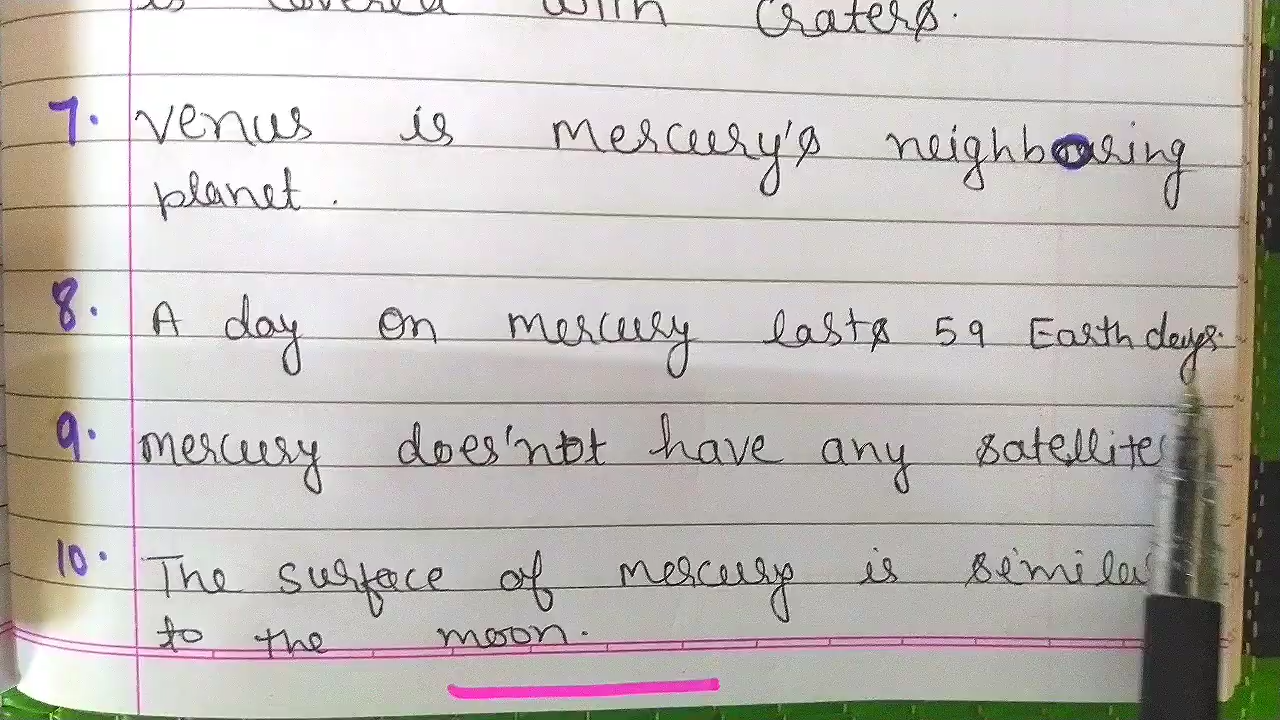 is covered with Craters.
7. venus is mercury's neighbouring
planet.
8. A day on mercury lasts 59 Earth days.
9. mercury does'not have any satellite
10. The surface of mercury is similar
to the moon.